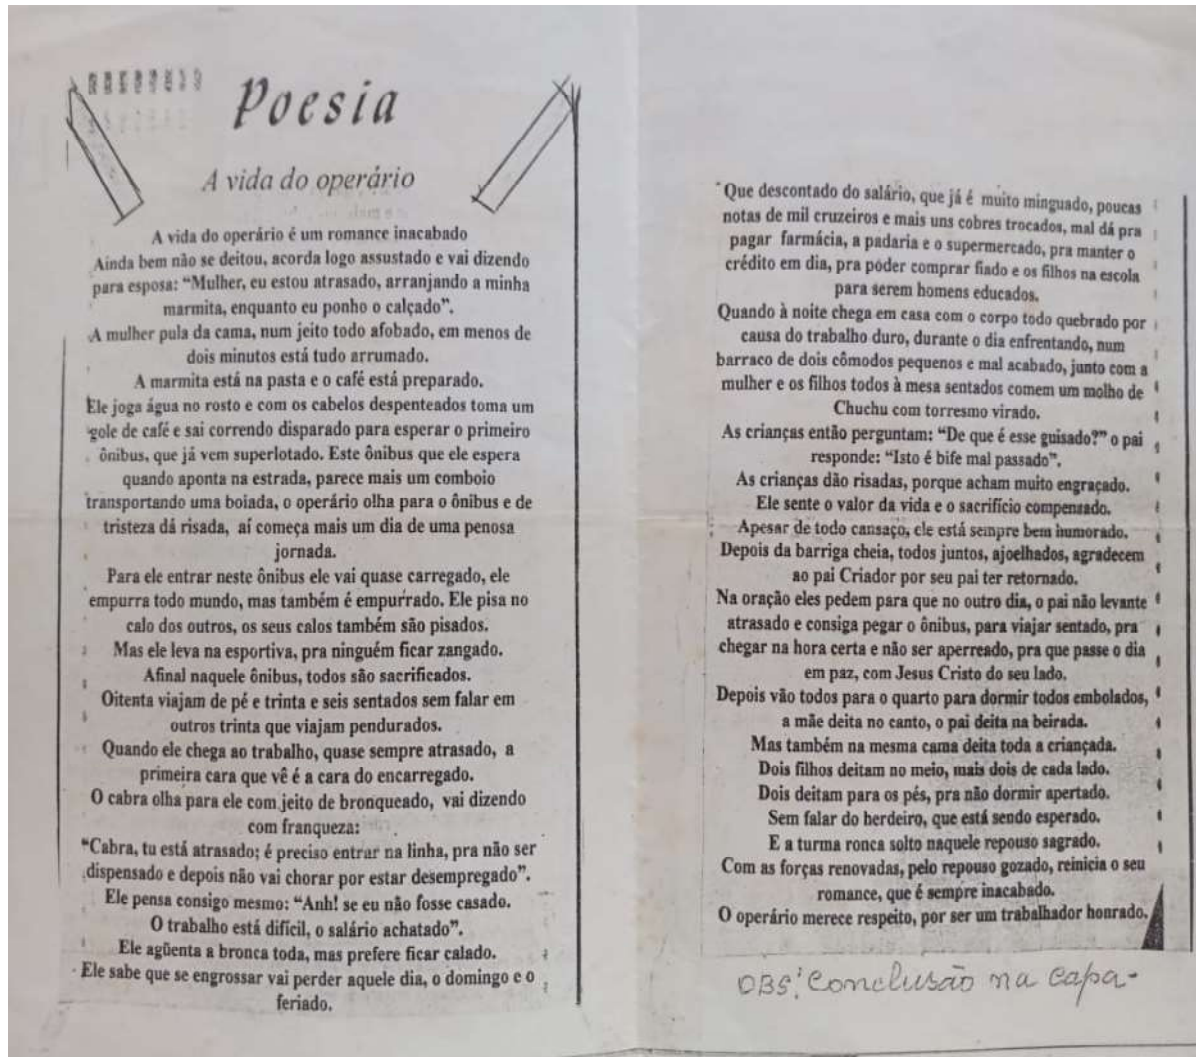 Poesia
A vida do operário
A vida do operário é um romance inacabado
Ainda bem não se deitou, acorda logo assustado e vai dizendo
para esposa: “Mulher, eu estou atrasado, arranjando a minha
marmita, enquanto eu ponho o calçado”.
A mulher pula da cama, num jeito todo afobado, em menos de
dois minutos está tudo arrumado.
A marmita está na pasta e o café está preparado.
Ele joga água no rosto e com os cabelos despenteados toma um
gole de café e sai correndo disparado para esperar o primeiro
ônibus, que já vem superlotado. Este ônibus que ele espera
quando aponta na estrada, parece mais um comboio
transportando uma boiada, o operário olha para o ônibus e de
tristeza dá risada, aí começa mais um dia de uma penosa
jornada.
Para ele entrar neste ônibus ele vai quase carregado, ele
empurra todo mundo, mas também é empurrado. Ele pisa no
calo dos outros, os seus calos também são pisados.
Mas ele leva na esportiva, pra ninguém ficar zangado.
Afinal naquele ônibus, todos são sacrificados.
Oitenta viajam de pé e trinta e seis sentados sem falar em
outros trinta que viajam pendurados.
Quando ele chega ao trabalho, quase sempre atrasado, a
primeira cara que vê é a cara do encarregado.
O cabra olha para ele com jeito de bronqueado, vai dizendo
com franqueza:
“Cabra, tu está atrasado; é preciso entrar na linha, pra não ser
dispensado e depois não vai chorar por estar desempregado”.
Ele pensa consigo mesmo: “Anh! se eu não fosse casado.
O trabalho está difícil, o salário achatado”.
Ele agüenta a bronca toda, mas prefere ficar calado.
Ele sabe que se engrossar vai perder aquele dia, o domingo e o
feriado.
Que descontado do salário, que já é muito minguado, poucas
notas de mil cruzeiros e mais uns cobres trocados, mal dá pra
pagar farmácia, a padaria e o supermercado, pra manter o
crédito em dia, pra poder comprar fiado e os filhos na escola
para serem homens educados.
Quando à noite chega em casa com o corpo todo quebrado por
causa do trabalho duro, durante o dia enfrentando, num
barraco de dois cômodos pequenos e mal acabado, junto com a
mulher e os filhos todos à mesa sentados comem um molho de
Chuchu com torresmo virado.
As crianças então perguntam: “De que é esse guisado?” o pai
responde: “Isto é bife mal passado”.
As crianças dão risadas, porque acham muito engraçado.
Ele sente o valor da vida e o sacrifício compensado.
Apesar de todo cansaço, ele está sempre bem humorado.
Depois da barriga cheia, todos juntos, ajoelhados, agradecem
ao pai Criador por seu pai ter retornado.
Na oração eles pedem para que no outro dia, o pai não levante
atrasado e consiga pegar o ônibus, para viajar sentado, pra
chegar na hora certa e não ser aperreado, pra que passe o dia
em paz, com Jesus Cristo do seu lado.
Depois vão todos para o quarto para dormir todos embolados,
a mãe deita no canto, o pai deita na beirada.
Mas também na mesma cama deita toda a criançada.
Dois filhos deitam no meio, mais dois de cada lado.
Dois deitam para os pés, pra não dormir apertado.
Sem falar do herdeiro, que está sendo esperado.
E a turma ronca solto naquele repouso sagrado.
Com as forças renovadas, pelo repouso gozado, reinicia o seu
romance, que é sempre inacabado.
O operário merece respeito, por ser um trabalhador honrado.
OBS: Conclusão na capa-